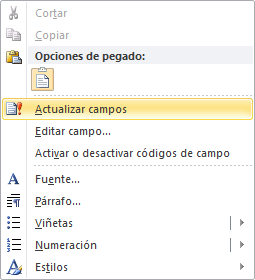 Cortar
Copiar
Opciones de pegado:
Actualizar campos
Editar campo...
Activar o desactivar códigos de campo
Fuente...
Párrafo...
Viñetas
Numeración
Estilos